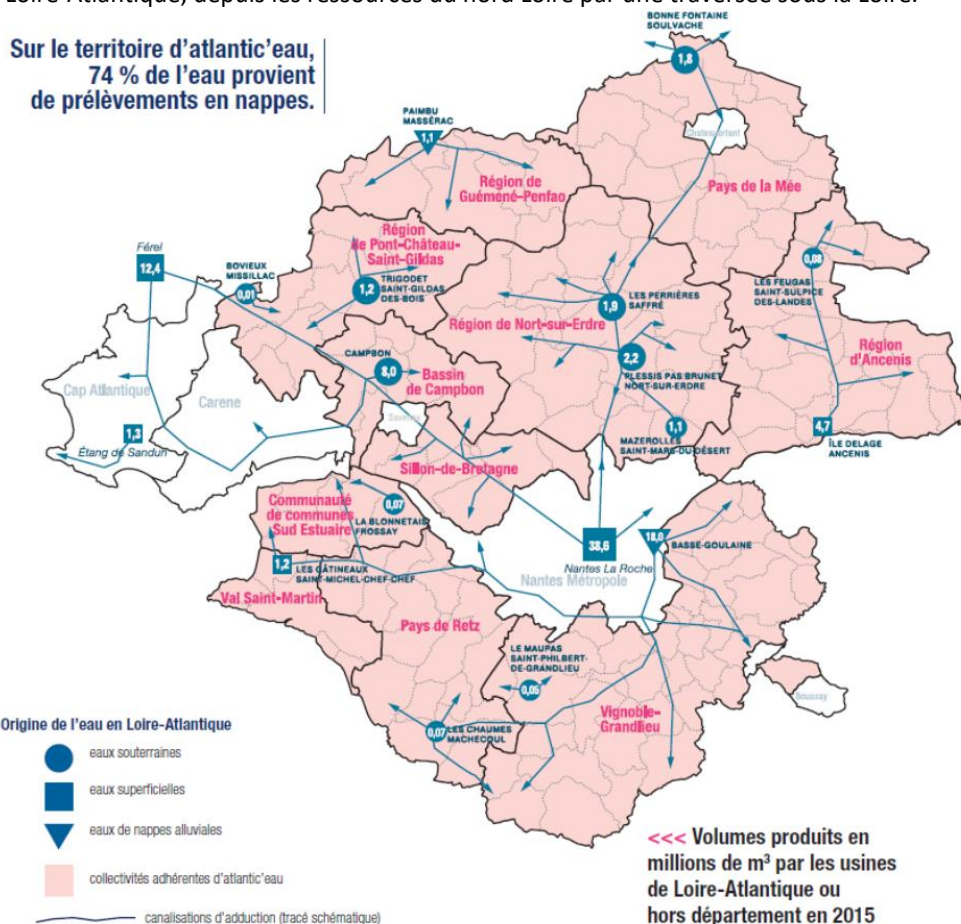 Loire-Atlantique, depuis les ressources du nord Loire par une traversée sous la Loire.
Sur le territoire d'atlantic'eau,
74 % de l'eau provient
de prélèvements en nappes.
BONNE FONTAINE
SOULVACHE
1,8
PAIMBU
MASSÉRAC
1,1
Région de
Guémené-Penfao
Pays de la Mée
Région
de Pont-Château-
Saint-Gildas
Férel
12,4
BOVIEUX
MISSILLAC
0,01
1,2
TRIGODET
SAINT-GILDAS
DES-BOIS
LES PERRIÈRES
SAFFRÉ
1,9
Région de Nort-sur-Erdre
0,08
LES FEUGAS
SAINT-SULPICE
DES-LANDES
Région
d'Ancenis
CAMPBON
8,0
Bassin
de Campbon
2,2
PLESSIS PAS BRUNET
NORT-SUR-ERDRE
Cap Atlantique
Carene
1,3
Étang de Sandun
1,1
MAZEROLLES
SAINT-MARS-DU-DÉSERT
4,7
ÎLE DELAGE
ANCENIS
Sillon-de-Bretagne
Communauté
de communes
Sud Estuaire
0,07
LA BLONNETAIS
FROSSAY
38,6
Nantes La Roche
18,0
BASSE-GOULAINE
Nantes Métropole
1,2
LES GÂTINEAUX
SAINT-MICHEL-CHEF-CHEF
Val Saint-Martin
Pays de Retz
LE MAUPAS
SAINT-PHILBERT-
DE-GRANDLIEU
0,05
Vignoble-
Grandlieu
0,07
LES CHAUMES
MACHECOUL
Origine de l'eau en Loire-Atlantique
eaux souterraines
eaux superficielles
eaux de nappes alluviales
collectivités adhérentes d'atlantic'eau
canalisations d'adduction (tracé schématique)
<<< Volumes produits en
millions de m³ par les usines
de Loire-Atlantique ou
hors département en 2015